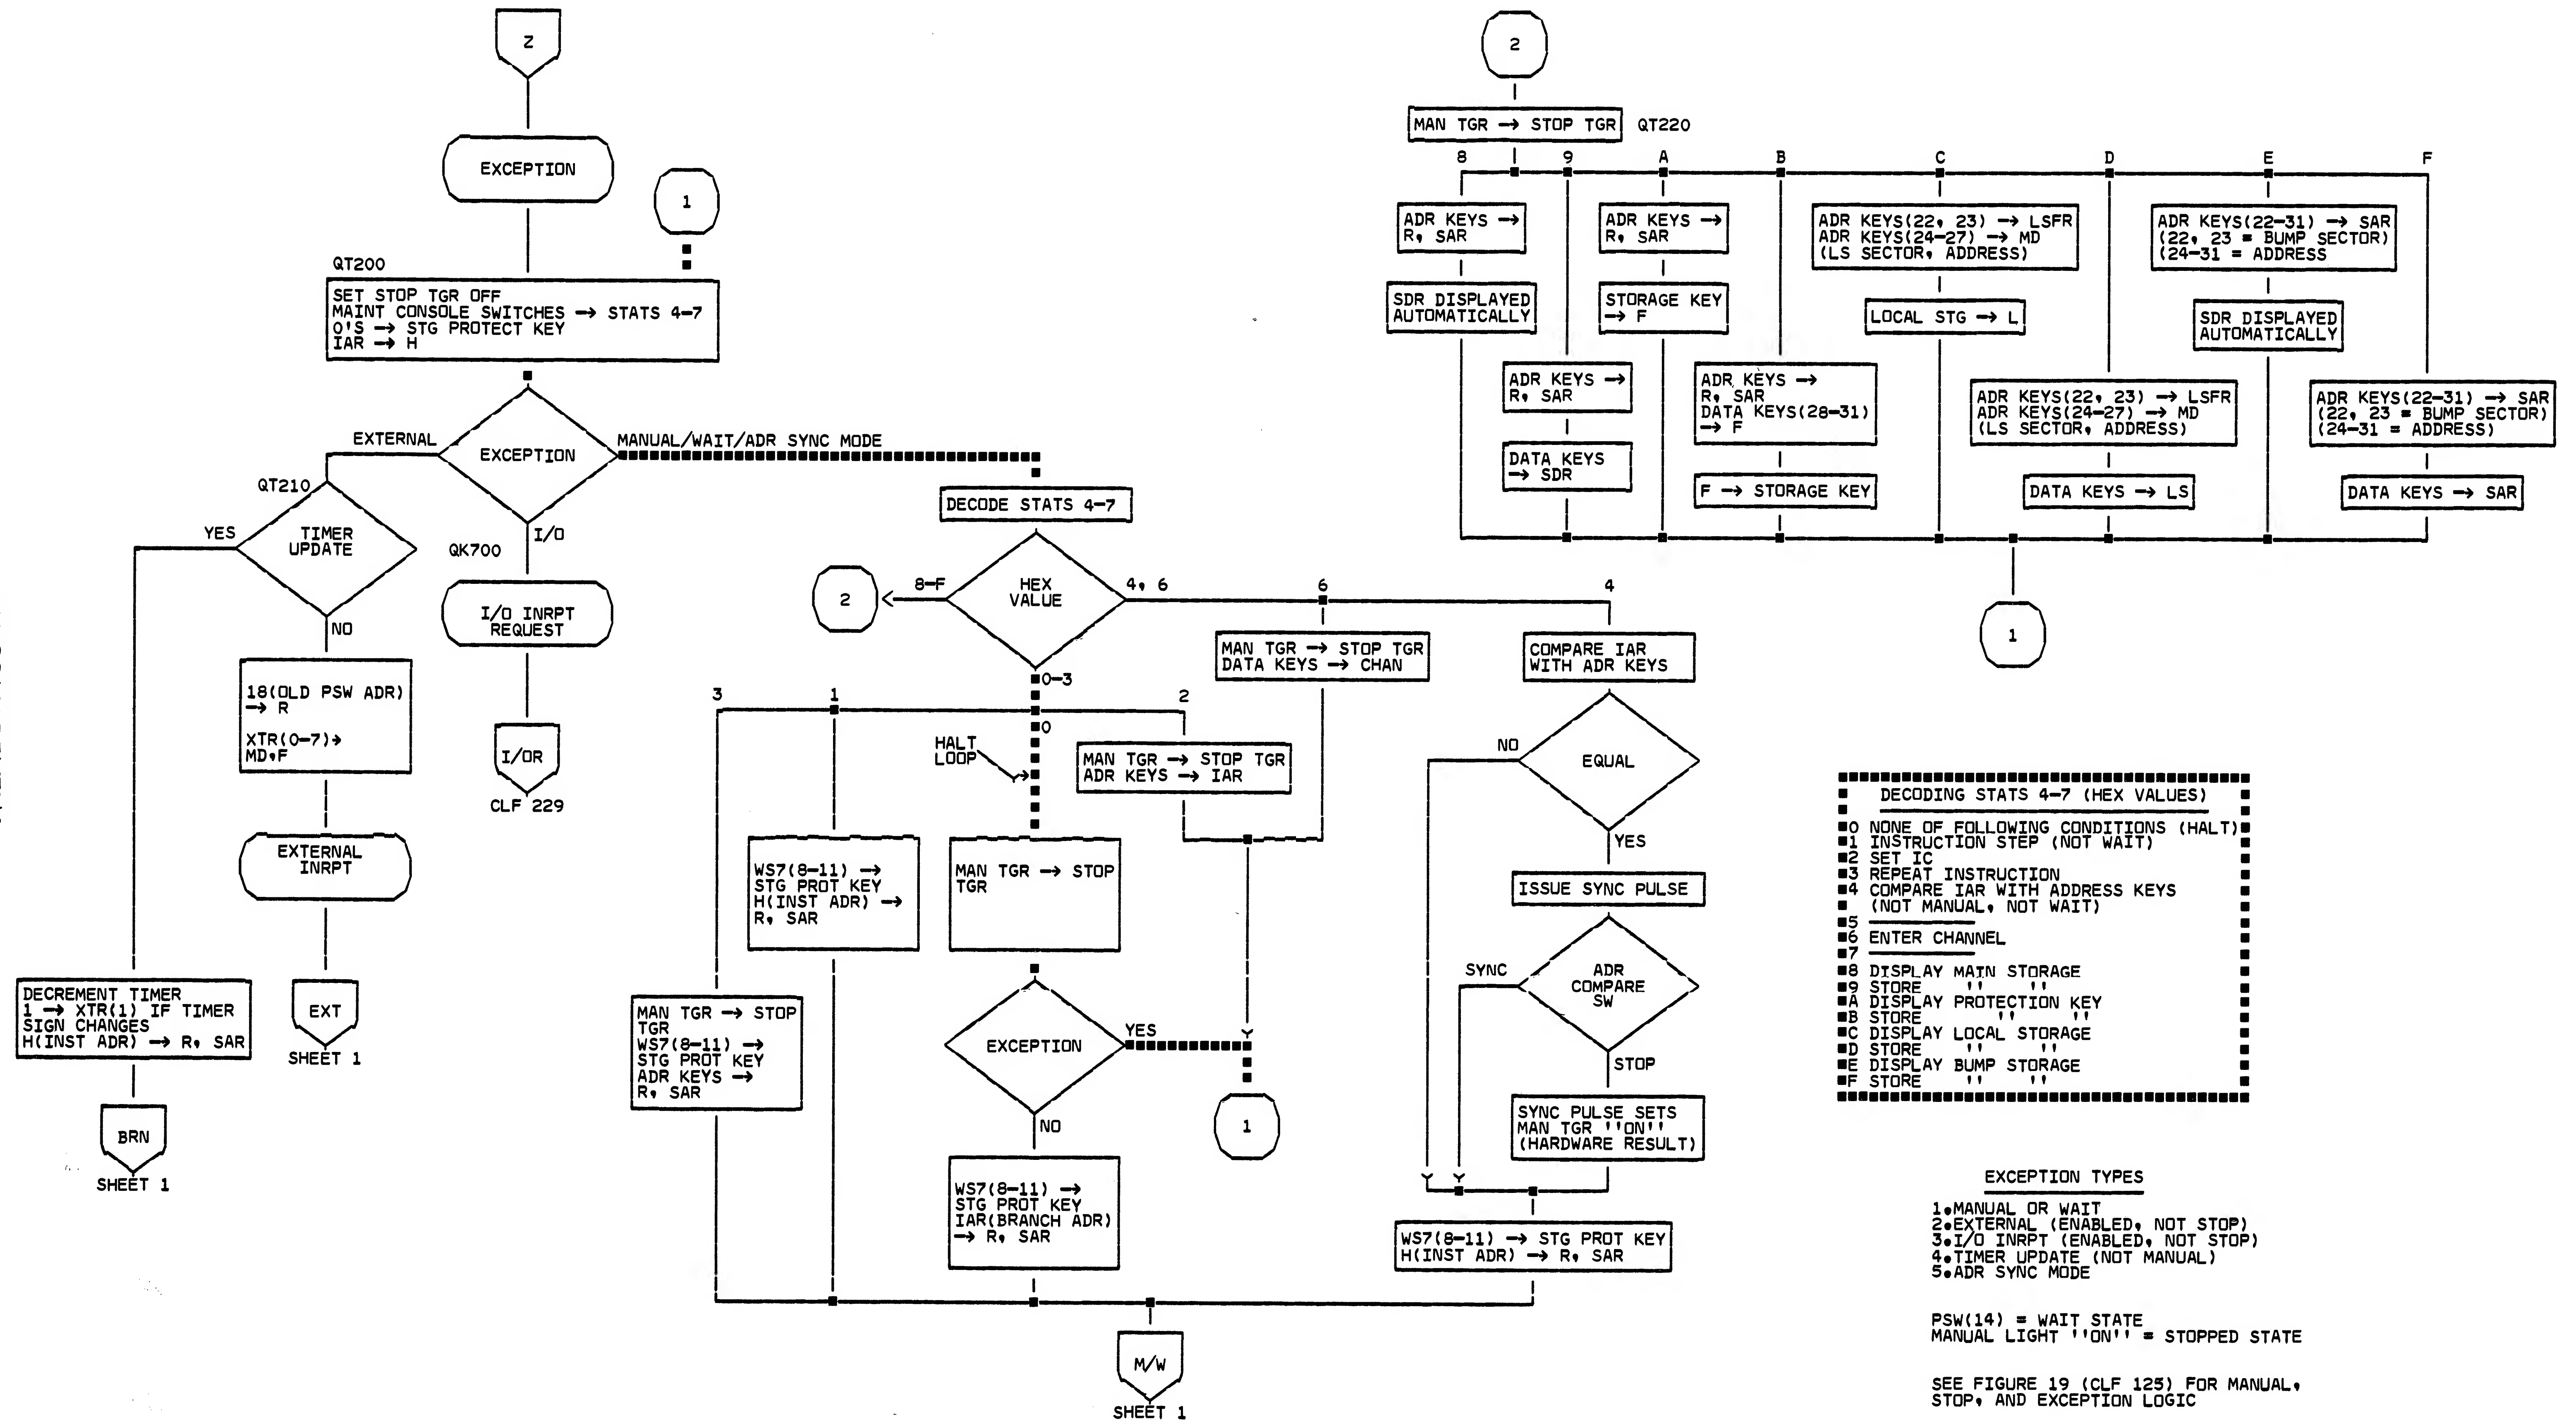 Z
EXCEPTION
1
QT200
SET STOP TGR OFF
MAINT CONSOLE SWITCHES → STATS 4-7
0'S → STG PROTECT KEY
IAR → H
EXCEPTION
EXTERNAL
MANUAL/WAIT/ADR SYNC MODE
I/O
QT210
TIMER
UPDATE
YES
NO
18(OLD PSW ADR)
→ R
XTR(0-7)→
MD,F
EXTERNAL
INRPT
EXT
SHEET 1
DECREMENT TIMER
1 → XTR(1) IF TIMER
SIGN CHANGES
H(INST ADR) → R, SAR
BRN
SHEET 1
QK700
I/O INRPT
REQUEST
I/OR
CLF 229
DECODE STATS 4-7
HEX
VALUE
8-F
2
4, 6
6
4
0-3
3
1
0
2
HALT
LOOP
MAN TGR → STOP TGR
DATA KEYS → CHAN
MAN TGR → STOP TGR
ADR KEYS → IAR
WS7(8-11) →
STG PROT KEY
H(INST ADR) →
R, SAR
MAN TGR → STOP
TGR
MAN TGR → STOP
TGR
WS7(8-11) →
STG PROT KEY
ADR KEYS →
R, SAR
EXCEPTION
YES
1
NO
WS7(8-11) →
STG PROT KEY
IAR(BRANCH ADR)
→ R, SAR
M/W
SHEET 1
COMPARE IAR
WITH ADR KEYS
EQUAL
NO
YES
ISSUE SYNC PULSE
ADR
COMPARE
SW
SYNC
STOP
SYNC PULSE SETS
MAN TGR ''ON''
(HARDWARE RESULT)
WS7(8-11) → STG PROT KEY
H(INST ADR) → R, SAR
2
MAN TGR → STOP TGR
QT220
8 9 A B C D E F
ADR KEYS →
R, SAR
SDR DISPLAYED
AUTOMATICALLY
ADR KEYS →
R, SAR
DATA KEYS
→ SDR
ADR KEYS →
R, SAR
STORAGE KEY
→ F
ADR KEYS →
R, SAR
DATA KEYS(28-31)
→ F
F → STORAGE KEY
ADR KEYS(22, 23) → LSFR
ADR KEYS(24-27) → MD
(LS SECTOR, ADDRESS)
LOCAL STG → L
ADR KEYS(22, 23) → LSFR
ADR KEYS(24-27) → MD
(LS SECTOR, ADDRESS)
DATA KEYS → LS
ADR KEYS(22-31) → SAR
(22, 23 = BUMP SECTOR)
(24-31 = ADDRESS
SDR DISPLAYED
AUTOMATICALLY
ADR KEYS(22-31) → SAR
(22, 23 = BUMP SECTOR)
(24-31 = ADDRESS)
DATA KEYS → SAR
1
DECODING STATS 4-7 (HEX VALUES)
0 NONE OF FOLLOWING CONDITIONS (HALT)
1 INSTRUCTION STEP (NOT WAIT)
2 SET IC
3 REPEAT INSTRUCTION
4 COMPARE IAR WITH ADDRESS KEYS
(NOT MANUAL, NOT WAIT)
5
6 ENTER CHANNEL
7
8 DISPLAY MAIN STORAGE
9 STORE '' ''
A DISPLAY PROTECTION KEY
B STORE '' ''
C DISPLAY LOCAL STORAGE
D STORE '' ''
E DISPLAY BUMP STORAGE
F STORE '' ''
EXCEPTION TYPES
1.MANUAL OR WAIT
2.EXTERNAL (ENABLED, NOT STOP)
3.I/O INRPT (ENABLED, NOT STOP)
4.TIMER UPDATE (NOT MANUAL)
5.ADR SYNC MODE
PSW(14) = WAIT STATE
MANUAL LIGHT ''ON'' = STOPPED STATE
SEE FIGURE 19 (CLF 125) FOR MANUAL,
STOP, AND EXCEPTION LOGIC